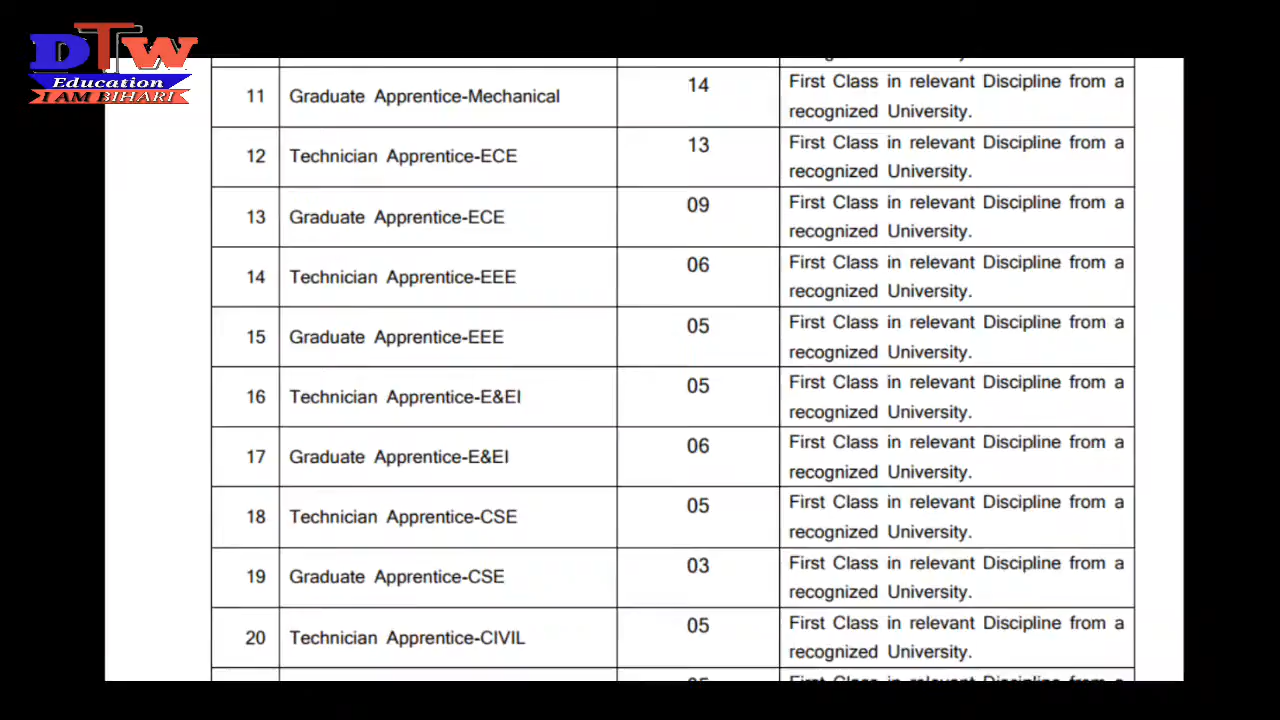 DTW
Education
I AM BIHARI
11 Graduate Apprentice-Mechanical 14 First Class in relevant Discipline from a
recognized University.
12 Technician Apprentice-ECE 13 First Class in relevant Discipline from a
recognized University.
13 Graduate Apprentice-ECE 09 First Class in relevant Discipline from a
recognized University.
14 Technician Apprentice-EEE 06 First Class in relevant Discipline from a
recognized University.
15 Graduate Apprentice-EEE 05 First Class in relevant Discipline from a
recognized University.
16 Technician Apprentice-E&EI 05 First Class in relevant Discipline from a
recognized University.
17 Graduate Apprentice-E&EI 06 First Class in relevant Discipline from a
recognized University.
18 Technician Apprentice-CSE 05 First Class in relevant Discipline from a
recognized University.
19 Graduate Apprentice-CSE 03 First Class in relevant Discipline from a
recognized University.
20 Technician Apprentice-CIVIL 05 First Class in relevant Discipline from a
recognized University.